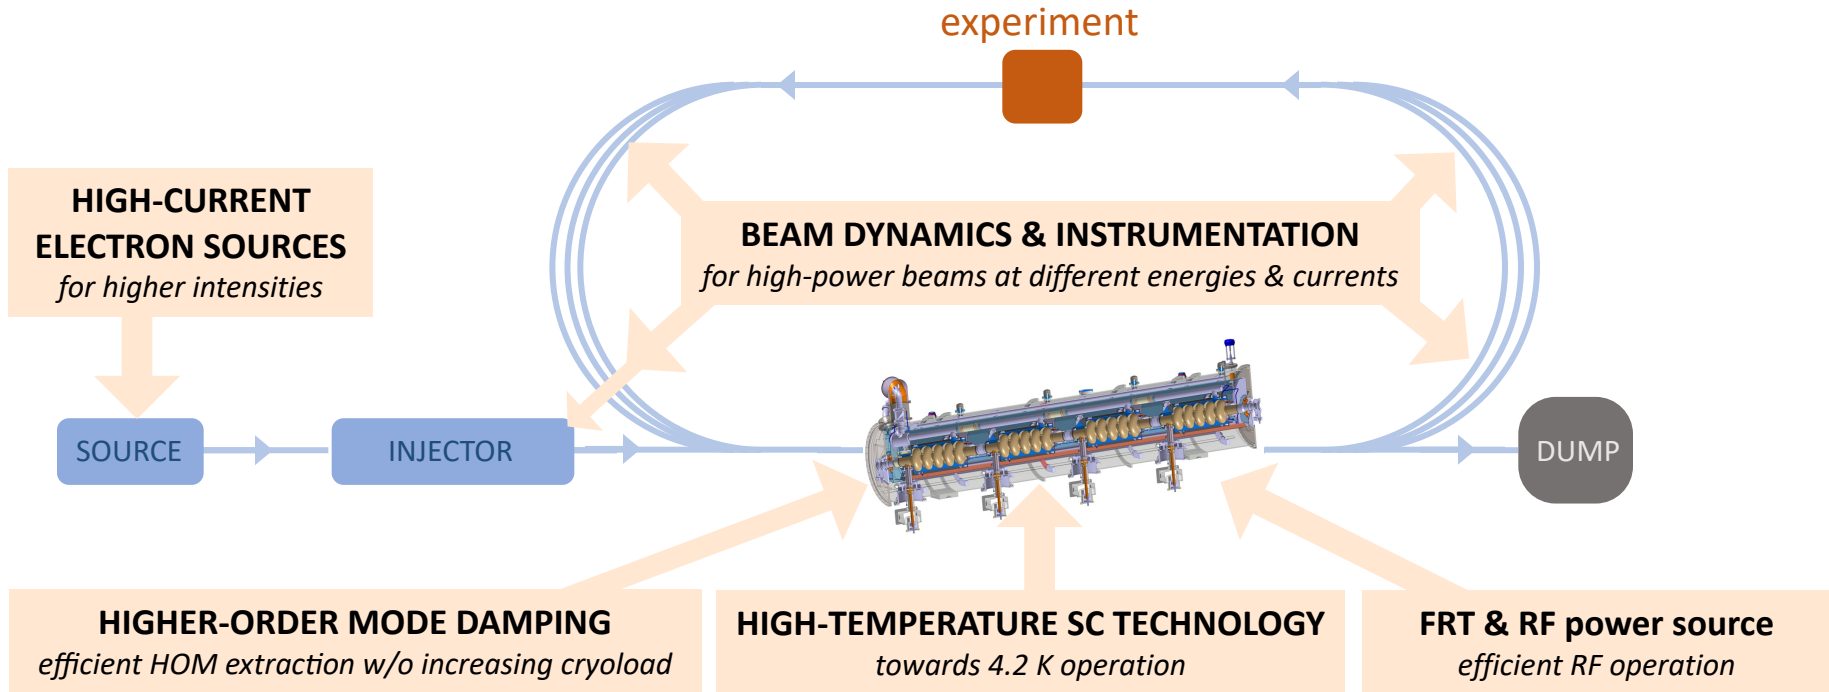 experiment
HIGH-CURRENT
ELECTRON SOURCES
for higher intensities
BEAM DYNAMICS & INSTRUMENTATION
for high-power beams at different energies & currents
SOURCE
INJECTOR
DUMP
HIGHER-ORDER MODE DAMPING
efficient HOM extraction w/o increasing cryoload
HIGH-TEMPERATURE SC TECHNOLOGY
towards 4.2 K operation
FRT & RF power source
efficient RF operation